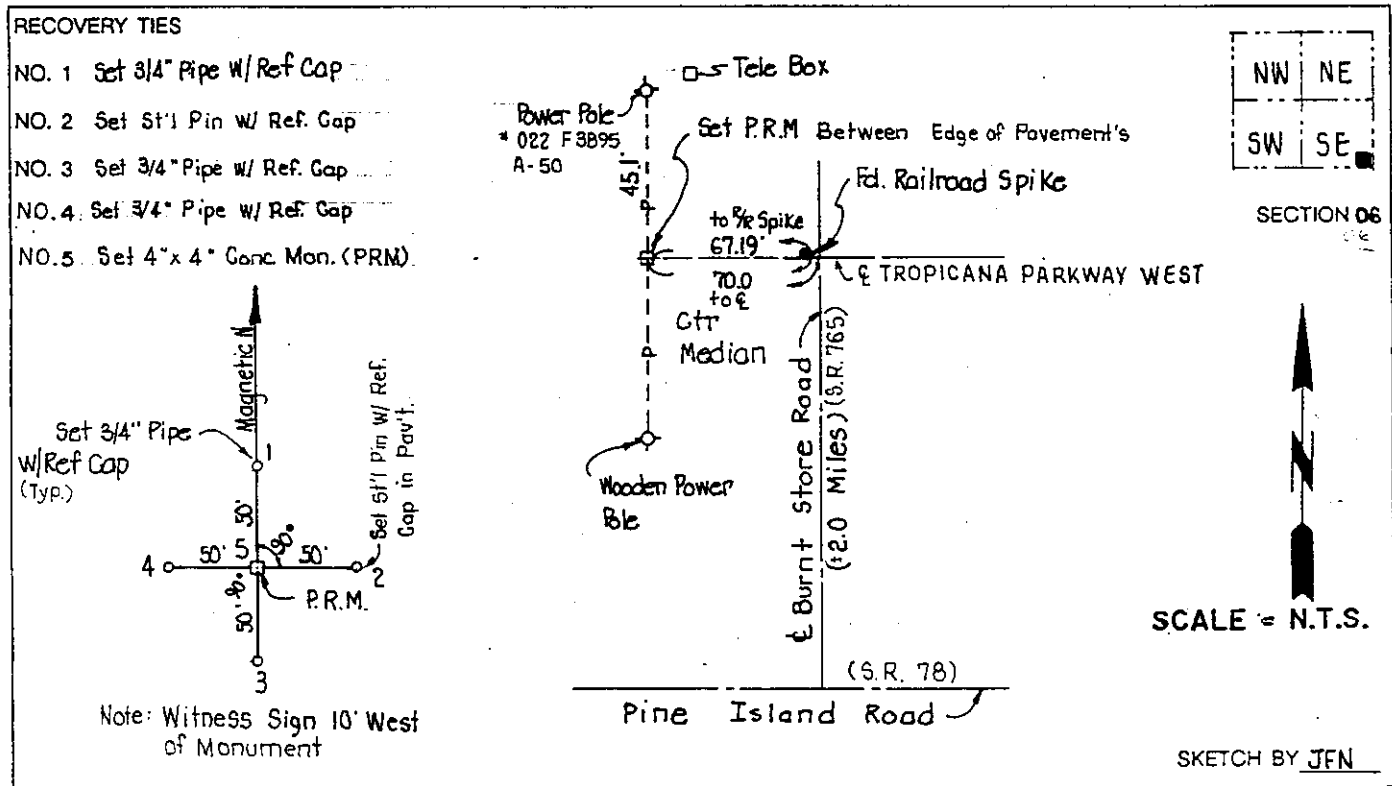 RECOVERY TIES
NO. 1 Set 3/4" Pipe W/Ref Cap
NO. 2 Set St'l Pin w/ Ref. Cap
NO. 3 Set 3/4" Pipe w/ Ref. Cap
NO. 4 Set 3/4" Pipe w/ Ref. Cap
NO. 5 Set 4" x 4" Conc. Mon. (PRM)
Magnetic N
Set 3/4" Pipe
W/Ref Cap
(Typ.)
1
50'
5
90°
4
50'
50'
2
Set St'l Pin w/ Ref.
Cap in Pav't.
90°
50'
P.R.M.
3
Note: Witness Sign 10' West
of Monument
Tele Box
Power Pole
* 022 F3B95
A-50
45.1'
P
Set P.R.M Between Edge of Pavement's
Fd. Railroad Spike
to R/R Spike
67.19'
70.0
to ℄
℄ TROPICANA PARKWAY WEST
Ctr
Median
P
Wooden Power
Pole
℄ Burnt Store Road
(±2.0 Miles) (S.R. 765)
(S.R. 78)
Pine Island Road
NW NE
SW SE
SECTION 06
N
SCALE = N.T.S.
SKETCH BY JFN